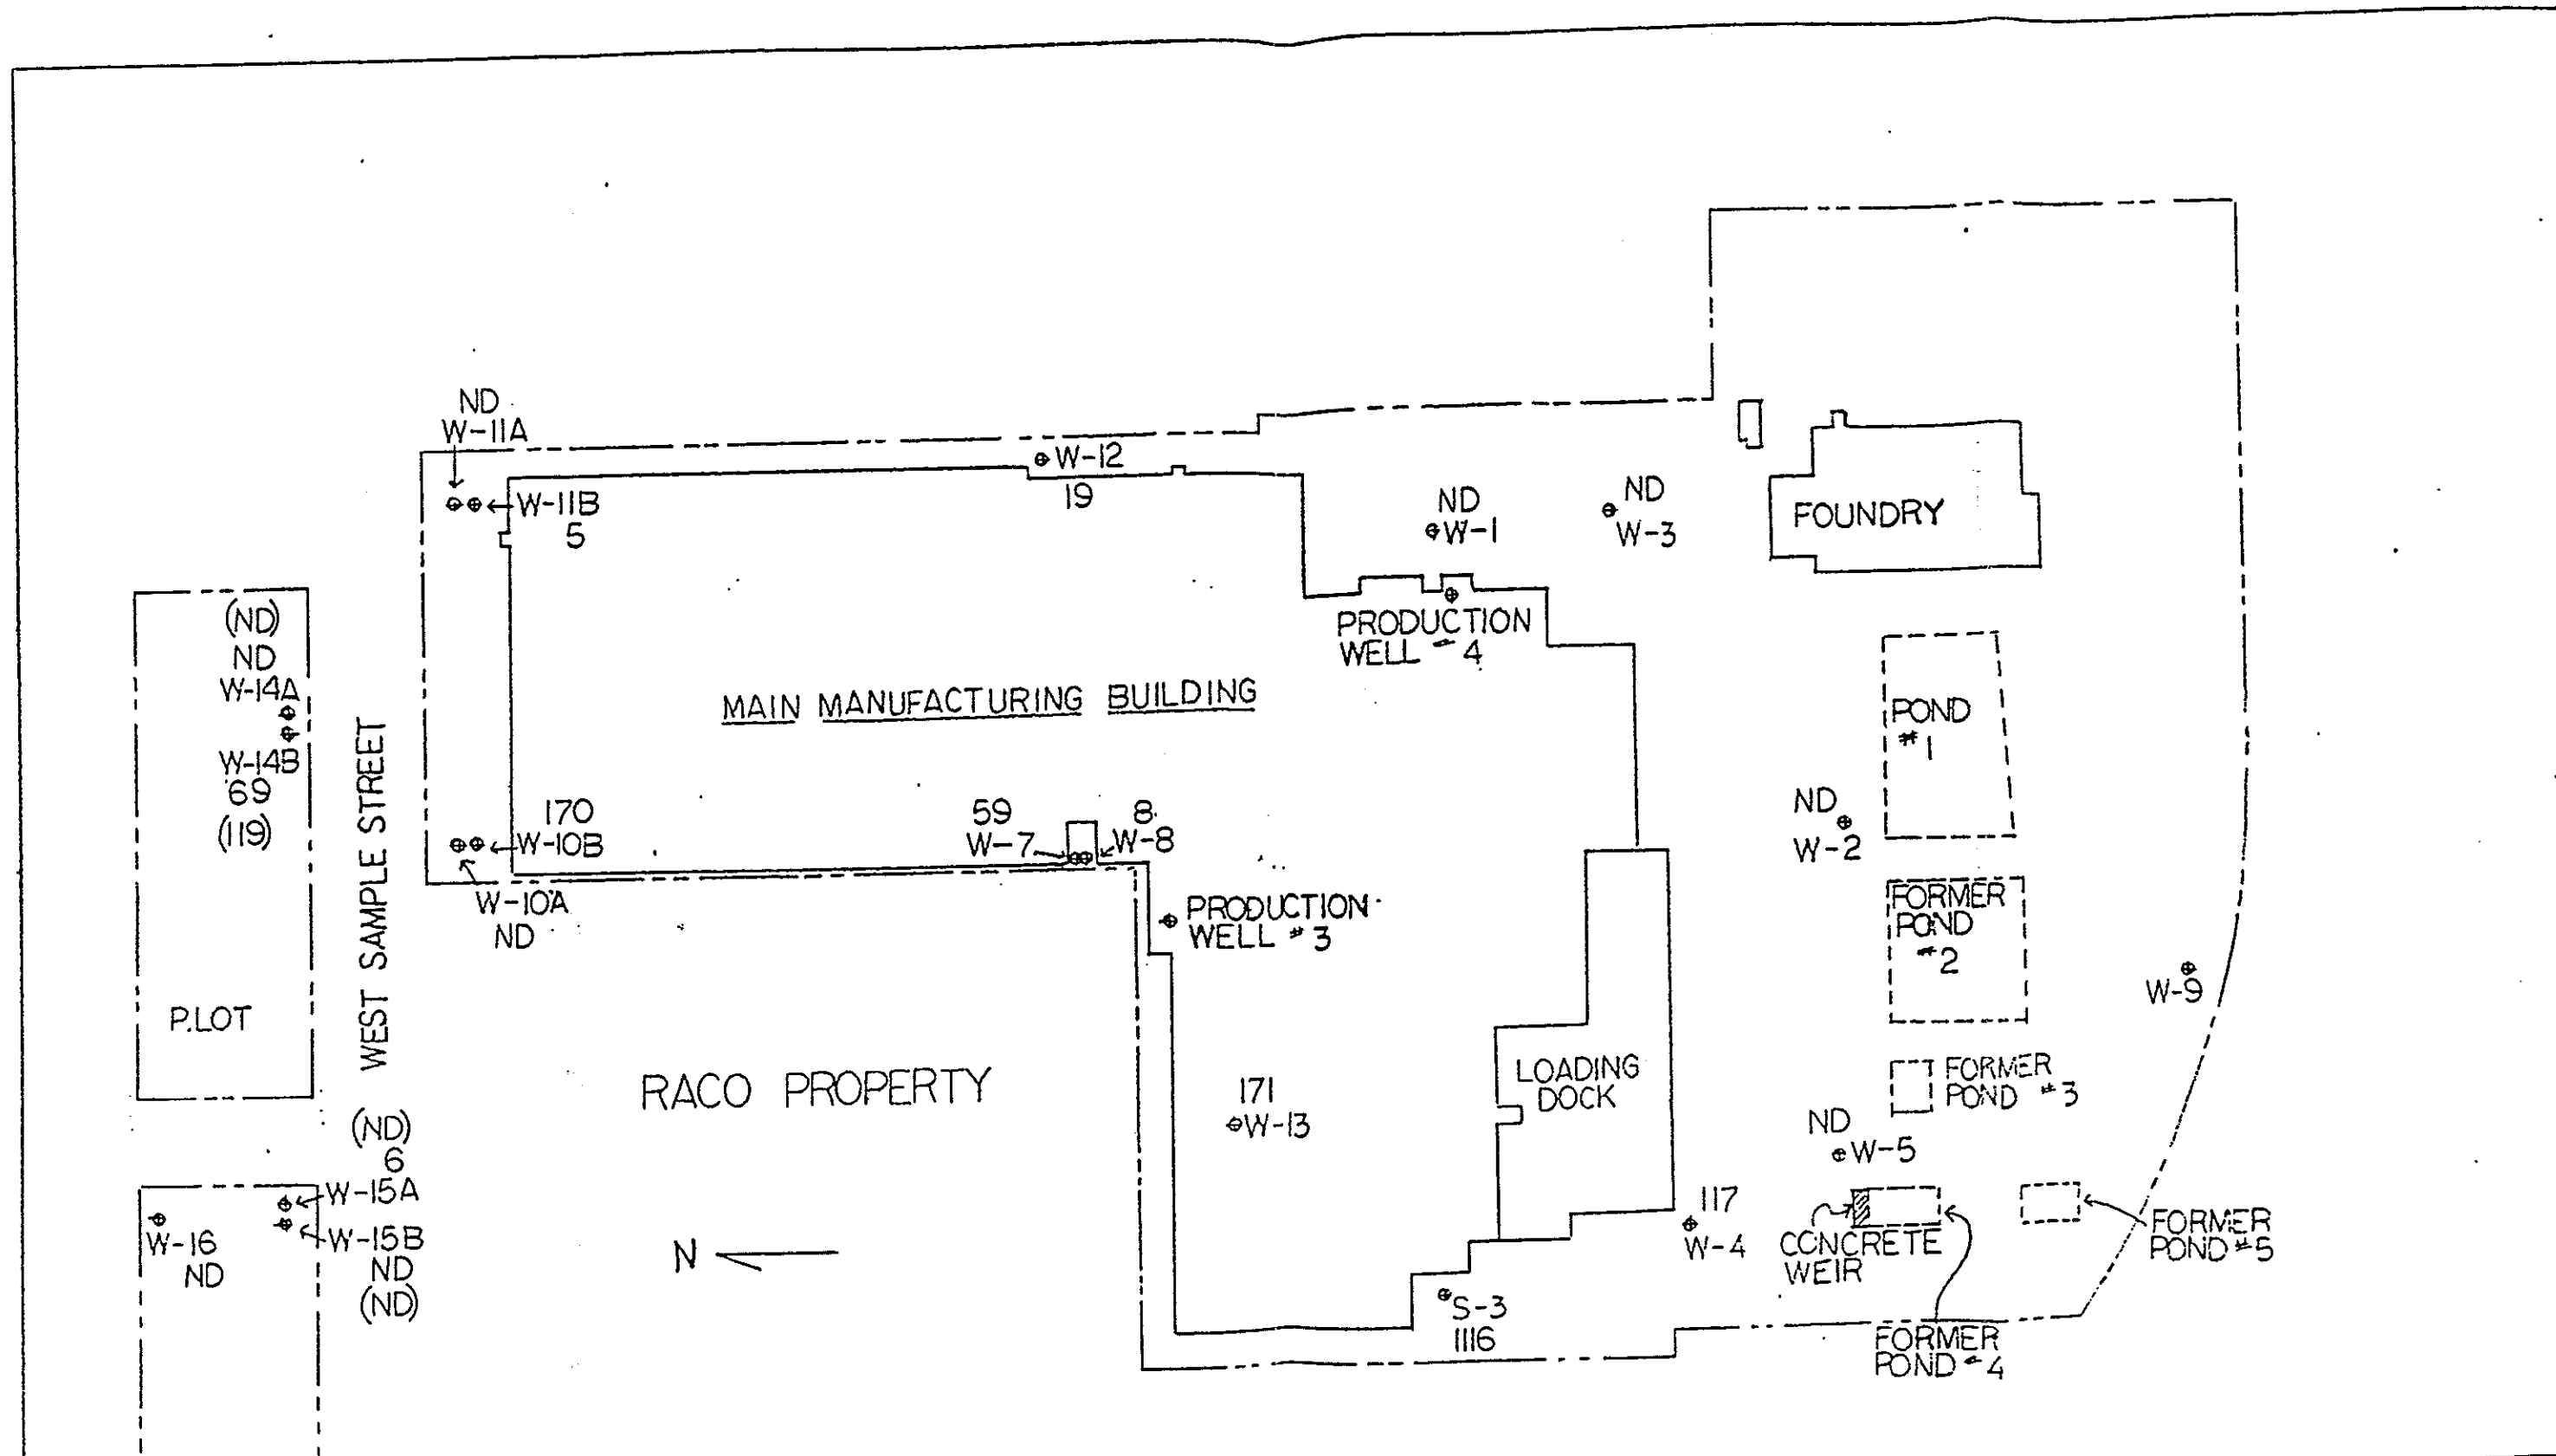 ND
W-11A
W-11B
5
W-12
19
ND
W-1
ND
W-3
FOUNDRY
PRODUCTION
WELL #4
(ND)
ND
W-14A
W-14B
69
(119)
P.LOT
WEST SAMPLE STREET
MAIN MANUFACTURING BUILDING
170
W-10B
W-10A
ND
59
W-7
8
W-8
PRODUCTION
WELL #3
POND
#1
ND
W-2
FORMER
POND
#2
W-9
FORMER
POND #3
RACO PROPERTY
171
W-13
LOADING
DOCK
ND
W-5
(ND)
6
W-15A
W-15B
ND
(ND)
W-16
ND
N
117
W-4
CONCRETE
WEIR
FORMER
POND #5
S-3
1116
FORMER
POND #4